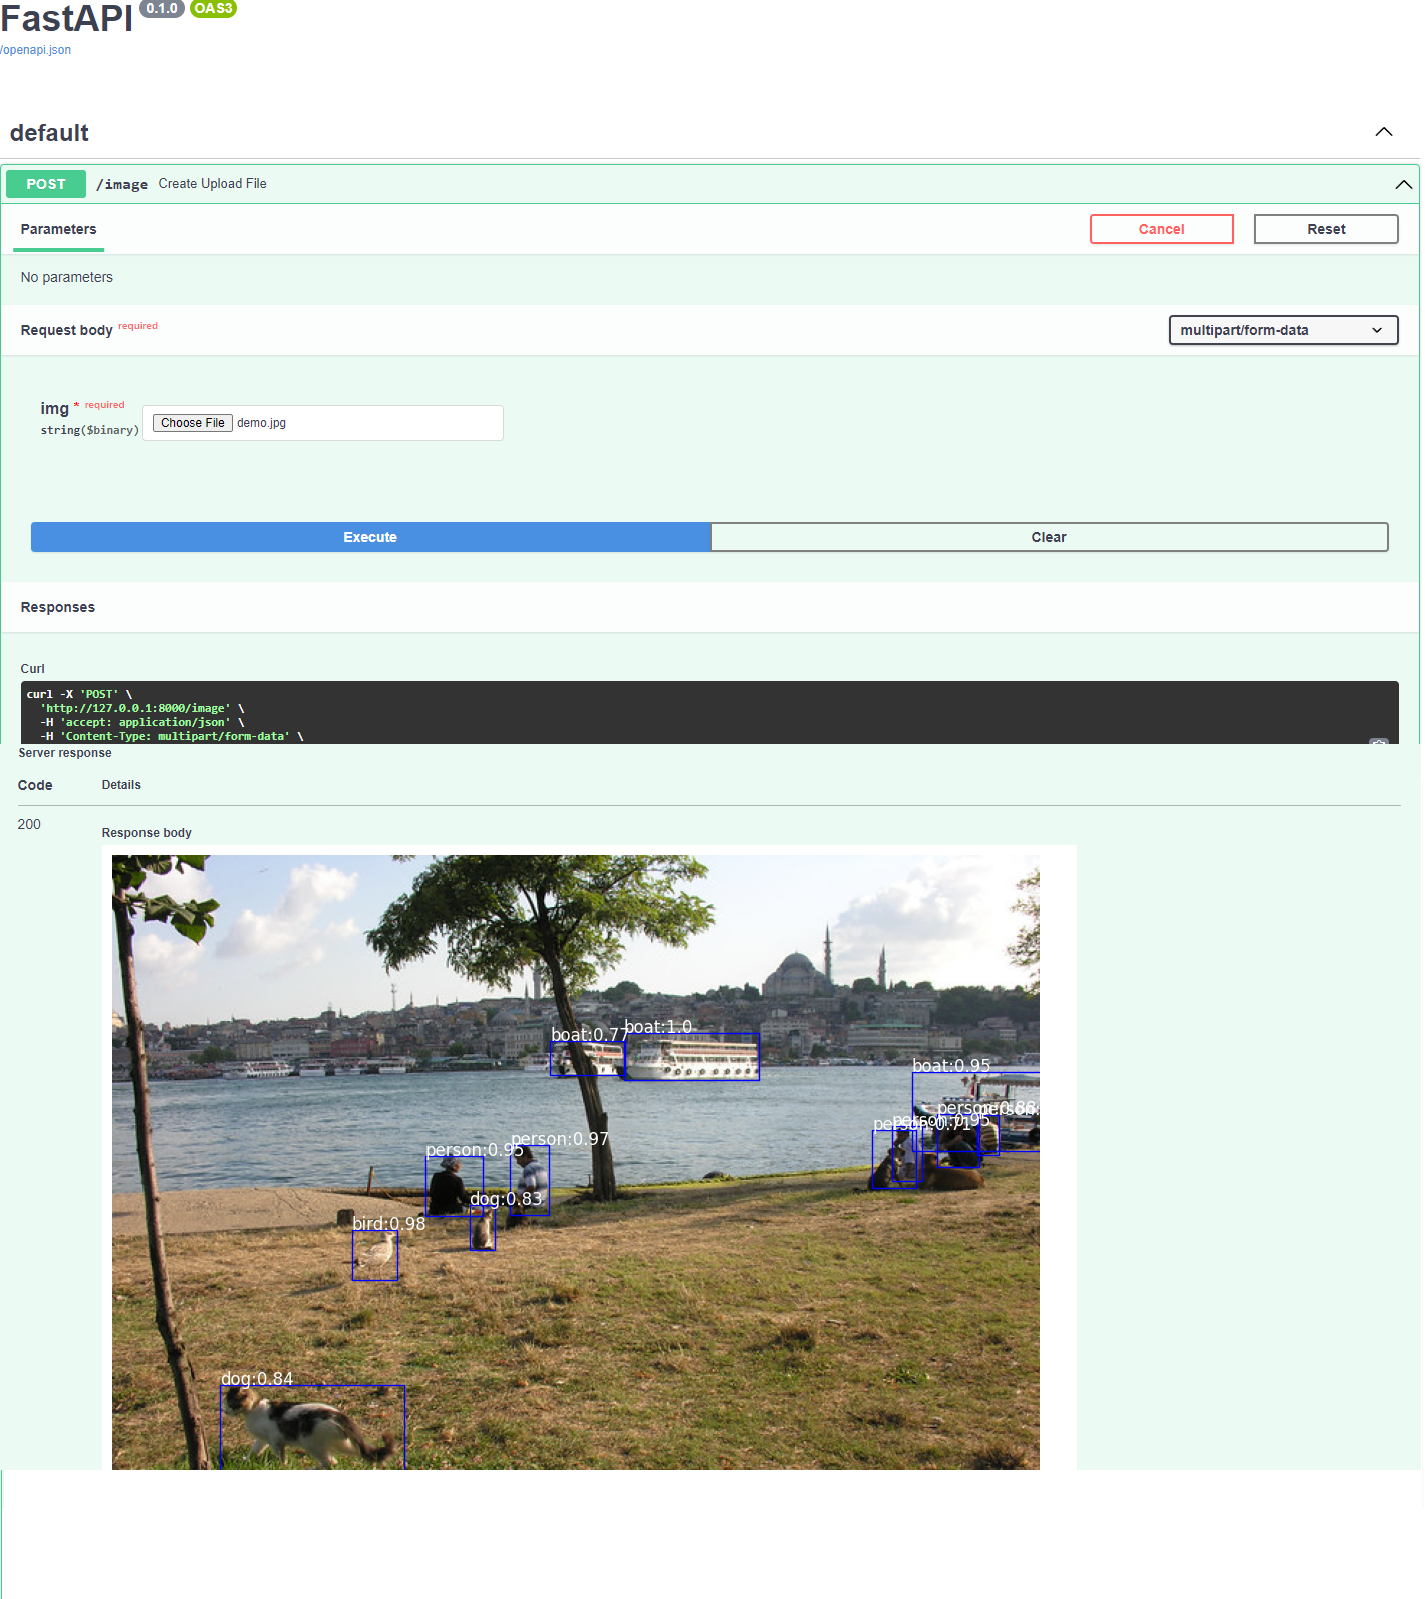 FastAPI 0.1.0 OAS3
/openapi.json
default
POST /image Create Upload File
Parameters
Cancel
Reset
No parameters
Request body required
multipart/form-data
img * required
string($binary)
Choose File demo.jpg
Execute
Clear
Responses
Curl
curl -X 'POST' \
'http://127.0.0.1:8000/image' \
-H 'accept: application/json' \
-H 'Content-Type: multipart/form-data' \
Server response
Code Details
200
Response body
boat:0.77
boat:1.0
boat:0.95
person:0.88
person:
person:0.95
person:0.71
person:0.95
person:0.97
dog:0.83
bird:0.98
dog:0.84